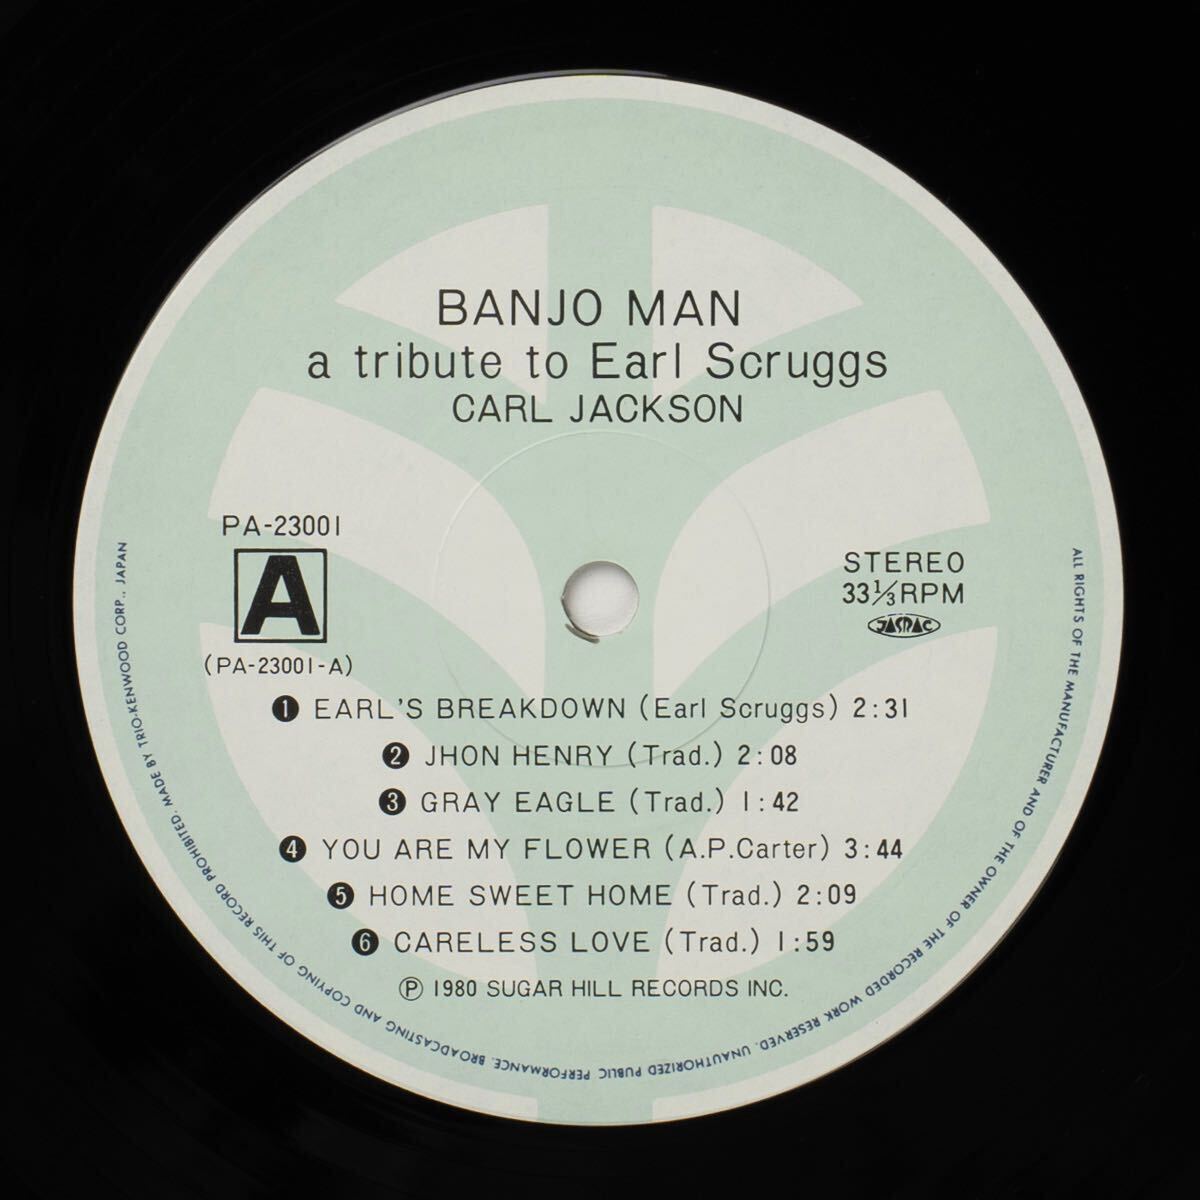 BANJO MAN
a tribute to Earl Scruggs
CARL JACKSON
PA-23001
A
(PA-23001-A)
STEREO
33⅓RPM
JASRAC
❶ EARL'S BREAKDOWN (Earl Scruggs) 2:31
❷ JHON HENRY (Trad.) 2:08
❸ GRAY EAGLE (Trad.) 1:42
❹ YOU ARE MY FLOWER (A.P.Carter) 3:44
❺ HOME SWEET HOME (Trad.) 2:09
❻ CARELESS LOVE (Trad.) 1:59
℗ 1980 SUGAR HILL RECORDS INC.
ALL RIGHTS OF THE MANUFACTURER AND OF THE OWNER OF THE RECORDED WORK RESERVED. UNAUTHORIZED PUBLIC PERFORMANCE. BROADCASTING AND COPYING OF THIS RECORD PROHIBITED. MADE BY TRIO-KENWOOD CORP., JAPAN